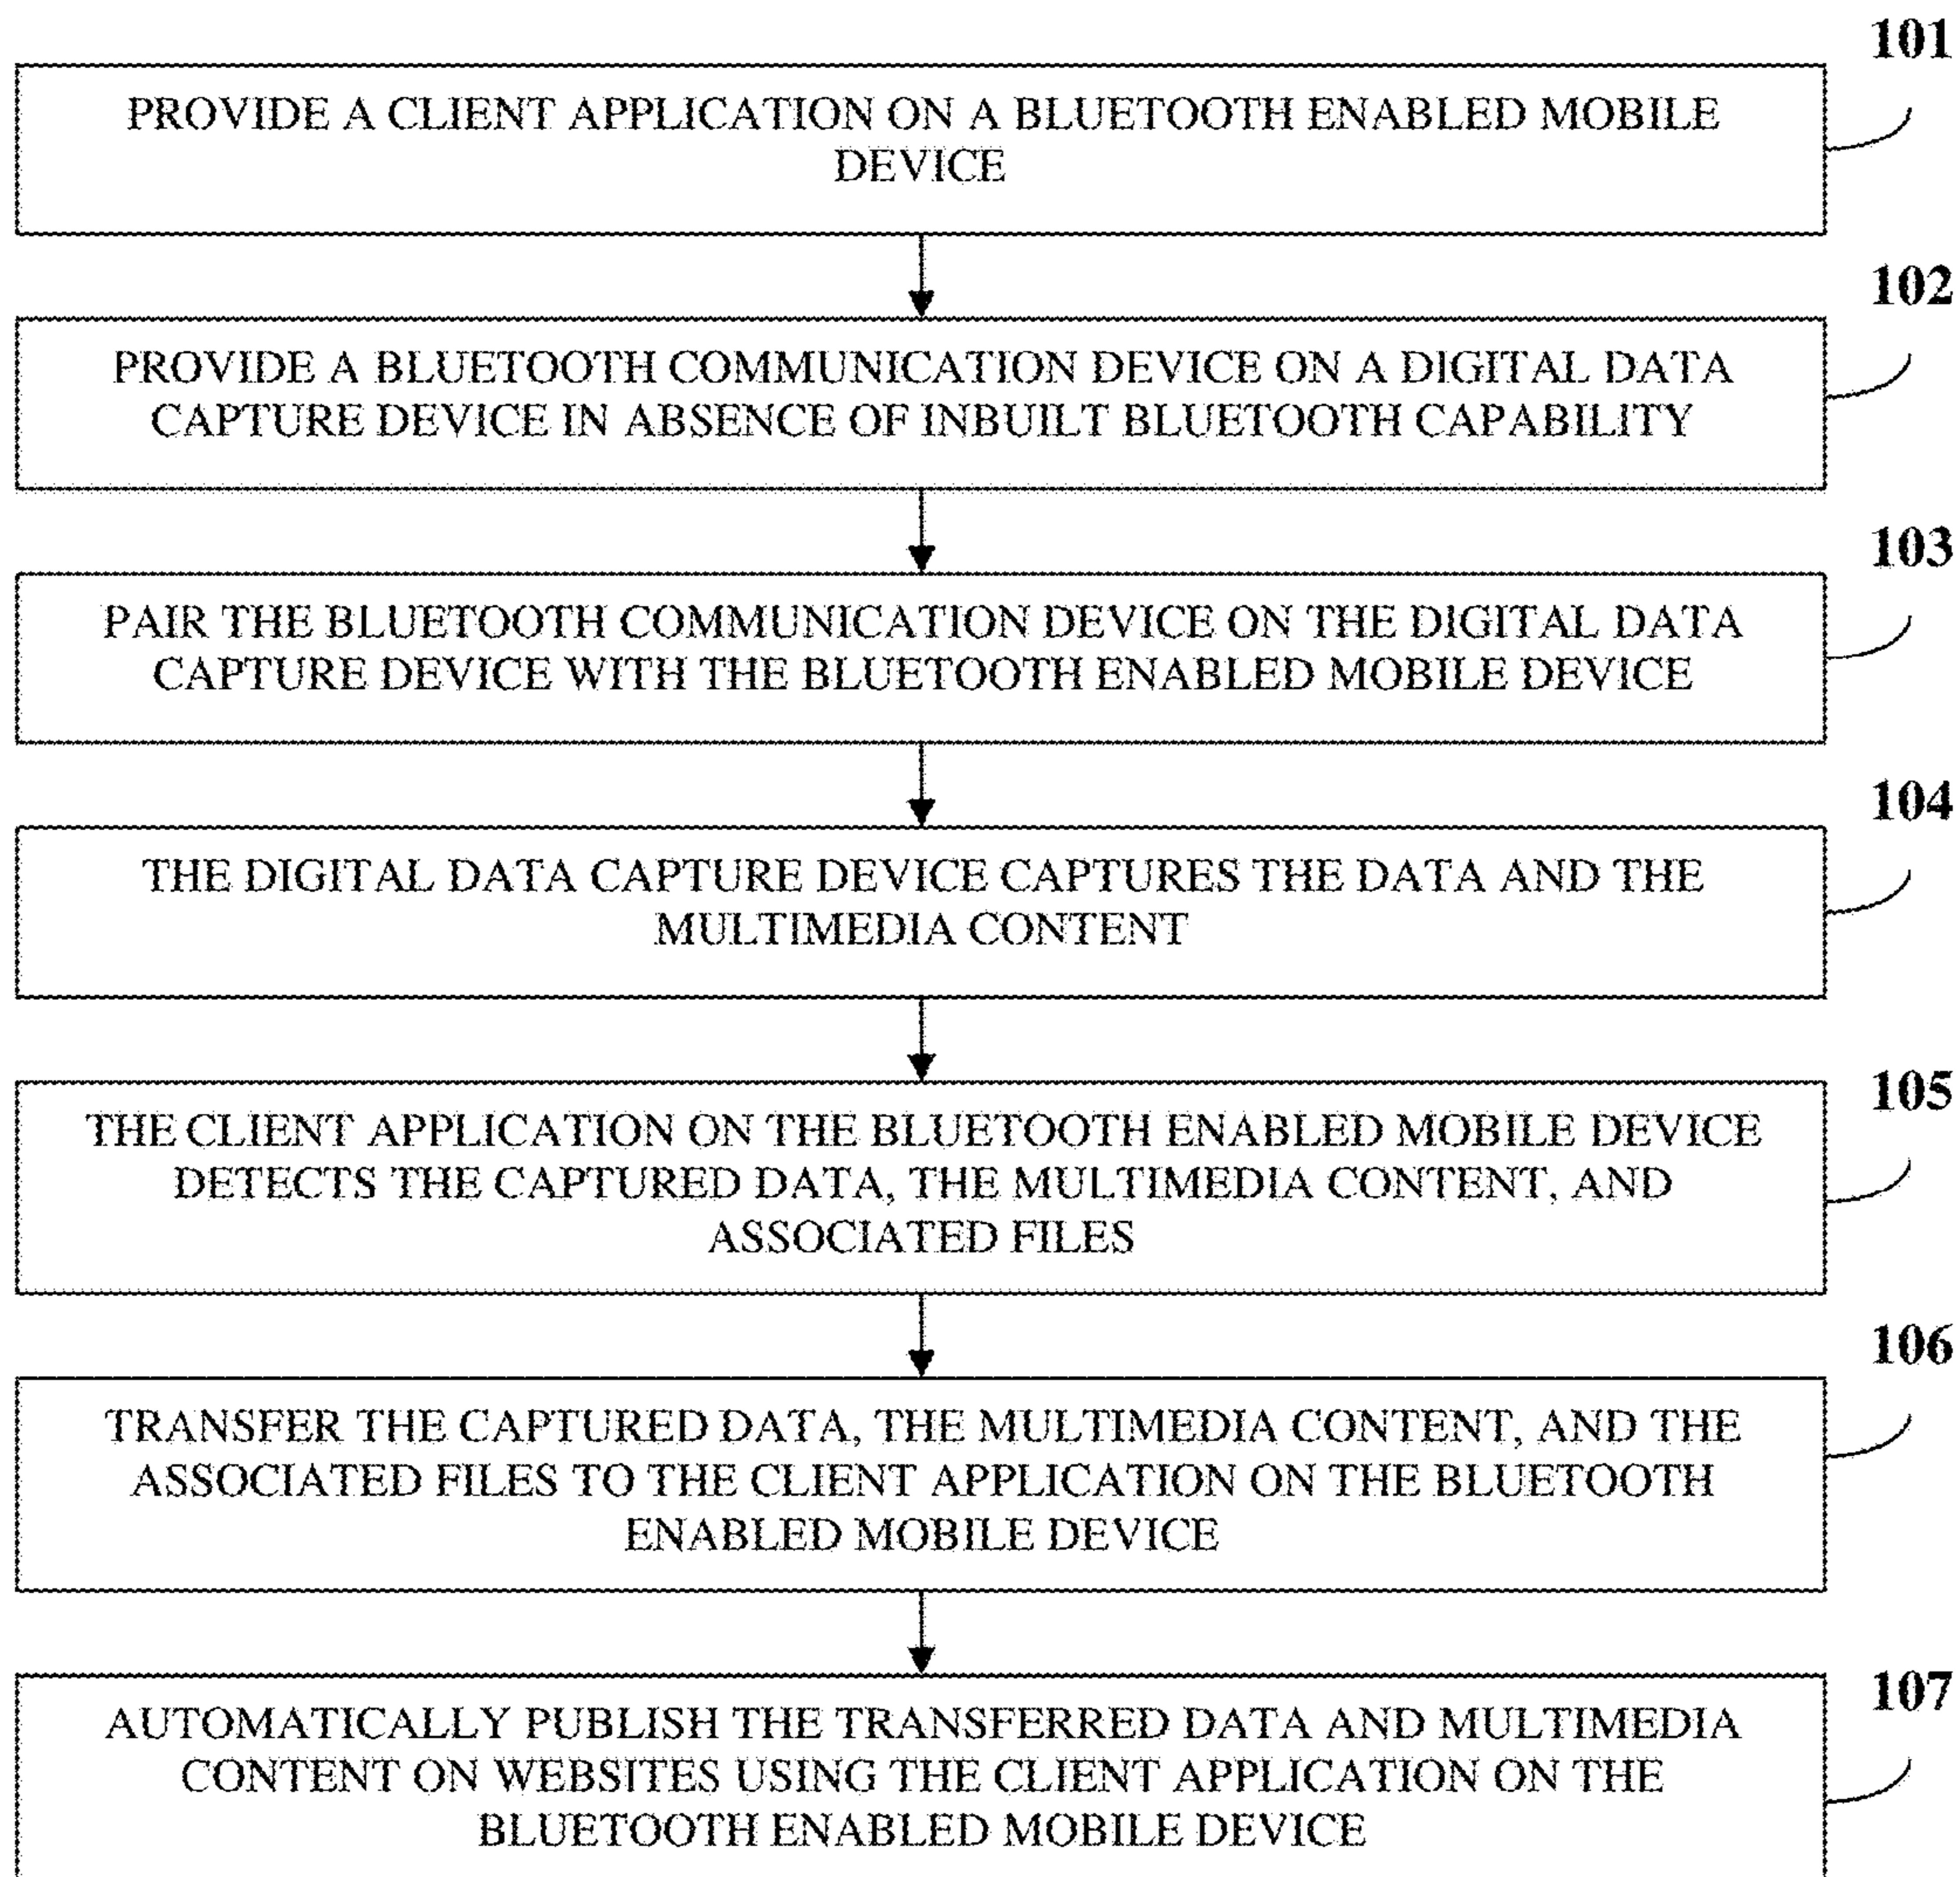 101
PROVIDE A CLIENT APPLICATION ON A BLUETOOTH ENABLED MOBILE
DEVICE
102
PROVIDE A BLUETOOTH COMMUNICATION DEVICE ON A DIGITAL DATA
CAPTURE DEVICE IN ABSENCE OF INBUILT BLUETOOTH CAPABILITY
103
PAIR THE BLUETOOTH COMMUNICATION DEVICE ON THE DIGITAL DATA
CAPTURE DEVICE WITH THE BLUETOOTH ENABLED MOBILE DEVICE
104
THE DIGITAL DATA CAPTURE DEVICE CAPTURES THE DATA AND THE
MULTIMEDIA CONTENT
105
THE CLIENT APPLICATION ON THE BLUETOOTH ENABLED MOBILE DEVICE
DETECTS THE CAPTURED DATA, THE MULTIMEDIA CONTENT, AND
ASSOCIATED FILES
106
TRANSFER THE CAPTURED DATA, THE MULTIMEDIA CONTENT, AND THE
ASSOCIATED FILES TO THE CLIENT APPLICATION ON THE BLUETOOTH
ENABLED MOBILE DEVICE
107
AUTOMATICALLY PUBLISH THE TRANSFERRED DATA AND MULTIMEDIA
CONTENT ON WEBSITES USING THE CLIENT APPLICATION ON THE
BLUETOOTH ENABLED MOBILE DEVICE